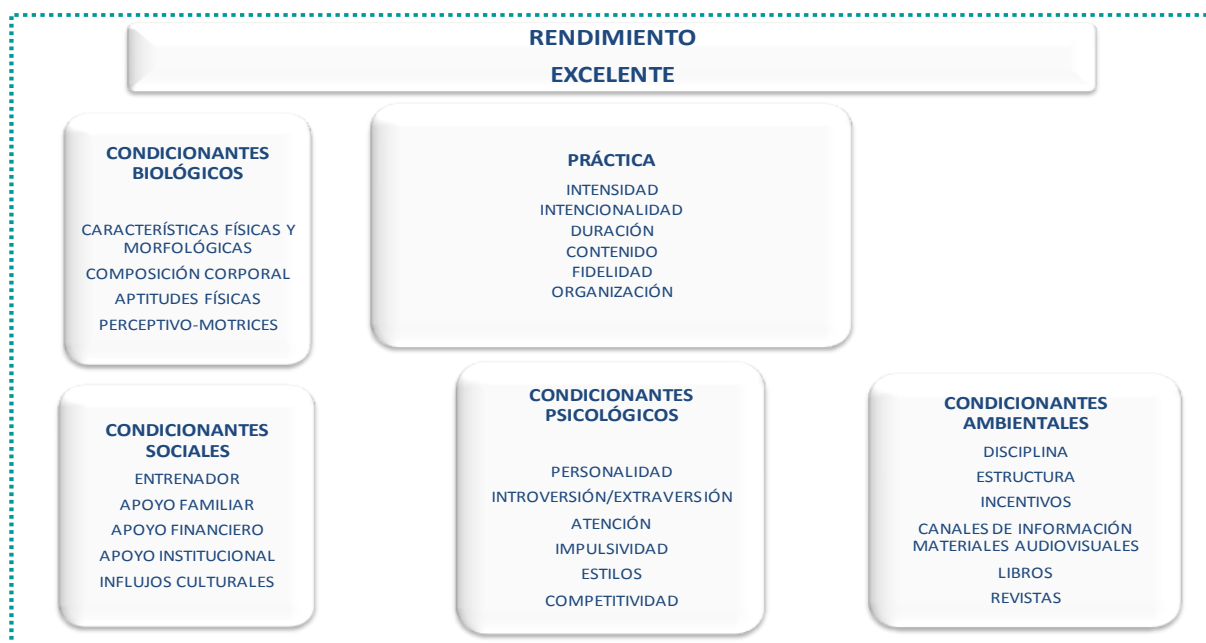 RENDIMIENTO
EXCELENTE
CONDICIONANTES
BIOLÓGICOS
CARACTERÍSTICAS FÍSICAS Y
MORFOLÓGICAS
COMPOSICIÓN CORPORAL
APTITUDES FÍSICAS
PERCEPTIVO-MOTRICES
PRÁCTICA
INTENSIDAD
INTENCIONALIDAD
DURACIÓN
CONTENIDO
FIDELIDAD
ORGANIZACIÓN
CONDICIONANTES
SOCIALES
ENTRENADOR
APOYO FAMILIAR
APOYO FINANCIERO
APOYO INSTITUCIONAL
INFLUJOS CULTURALES
CONDICIONANTES
PSICOLÓGICOS
PERSONALIDAD
INTROVERSIÓN/EXTRAVERSIÓN
ATENCIÓN
IMPULSIVIDAD
ESTILOS
COMPETITIVIDAD
CONDICIONANTES
AMBIENTALES
DISCIPLINA
ESTRUCTURA
INCENTIVOS
CANALES DE INFORMACIÓN
MATERIALES AUDIOVISUALES
LIBROS
REVISTAS